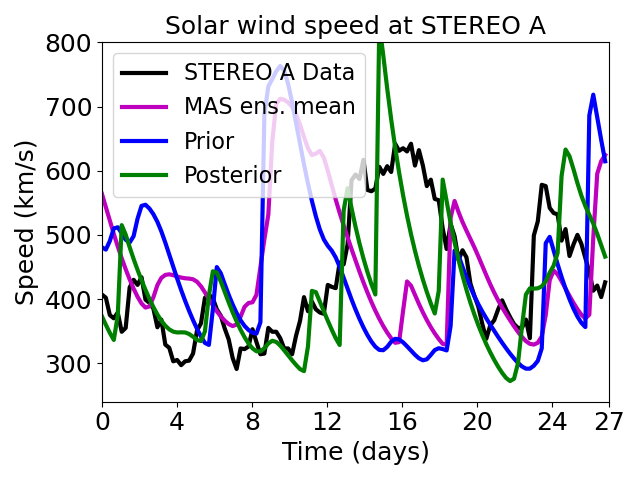 Solar wind speed at STEREO A
Speed (km/s)
800
700
600
500
400
300
STEREO A Data
MAS ens. mean
Prior
Posterior
0 4 8 12 16 20 24 27
Time (days)